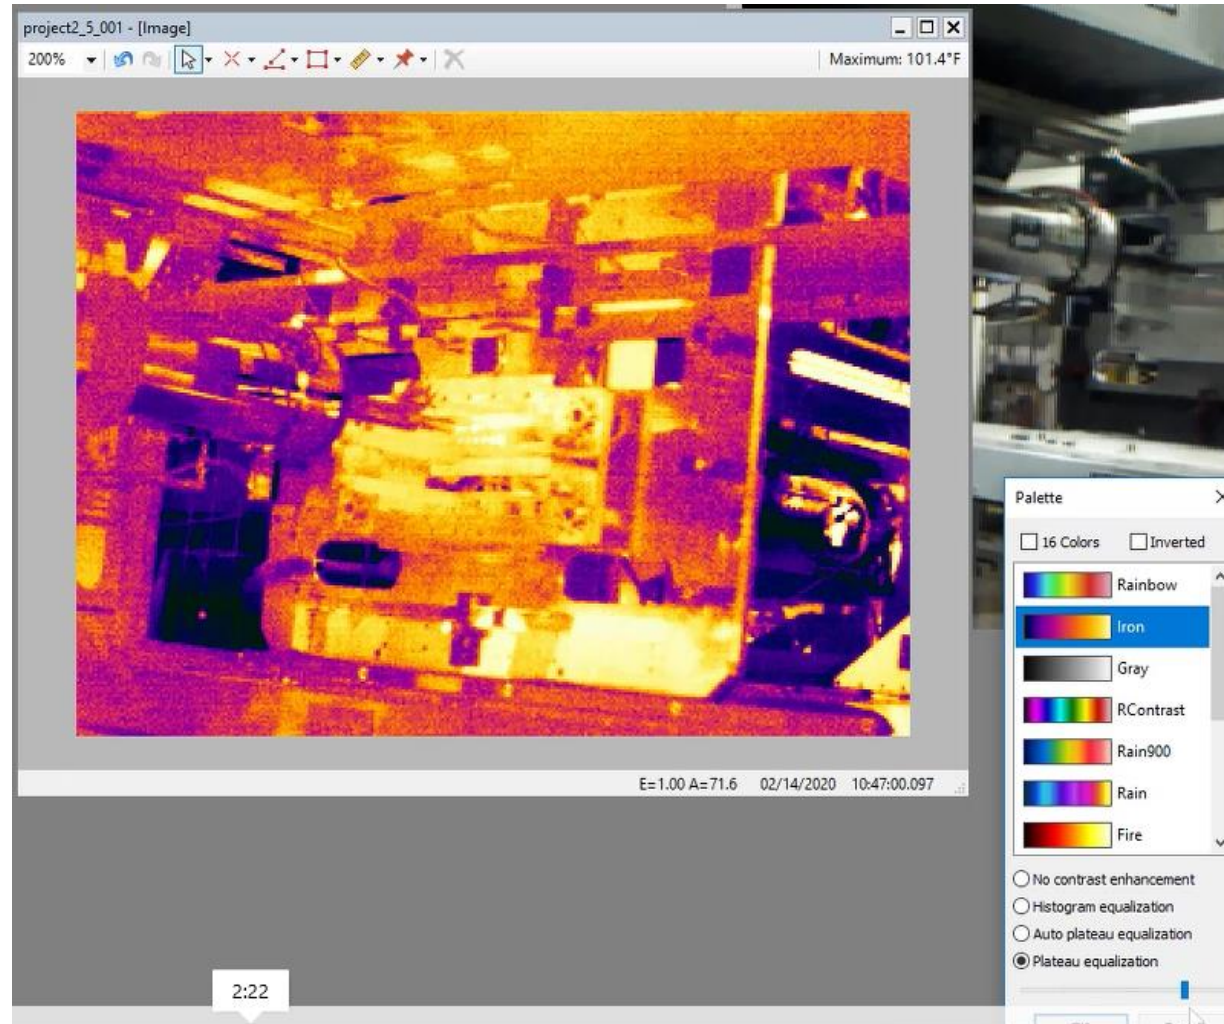 project2_5_001 - [Image]
200%
Maximum: 101.4°F
E=1.00 A=71.6 02/14/2020 10:47:00.097
Palette
16 Colors Inverted
Rainbow
Iron
Gray
RContrast
Rain900
Rain
Fire
No contrast enhancement
Histogram equalization
Auto plateau equalization
Plateau equalization
2:22